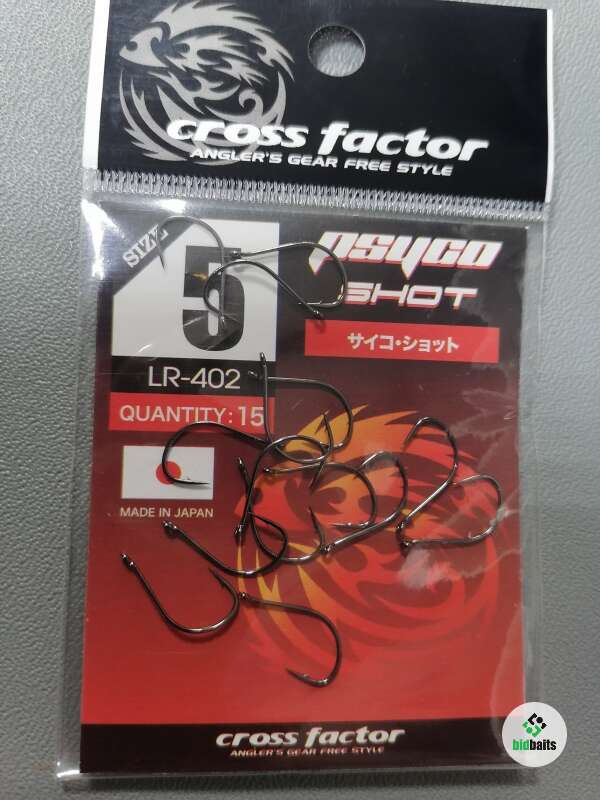 cross factor
ANGLER'S GEAR FREE STYLE
SIZE
5
PSYCO
SHOT
サイコ・ショット
LR-402
QUANTITY: 15
MADE IN JAPAN
cross factor
ANGLER'S GEAR FREE STYLE
bidbaits